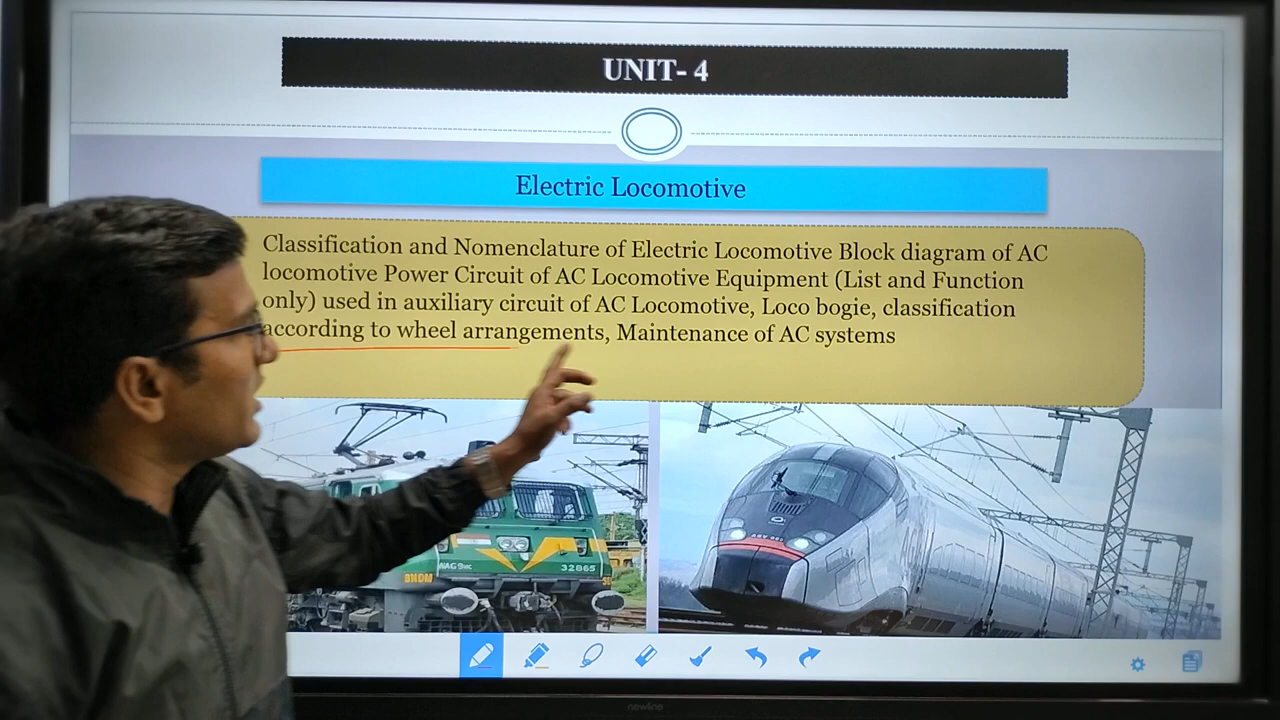 UNIT- 4
Electric Locomotive
Classification and Nomenclature of Electric Locomotive Block diagram of AC
locomotive Power Circuit of AC Locomotive Equipment (List and Function
only) used in auxiliary circuit of AC Locomotive, Loco bogie, classification
according to wheel arrangements, Maintenance of AC systems
32865
newline